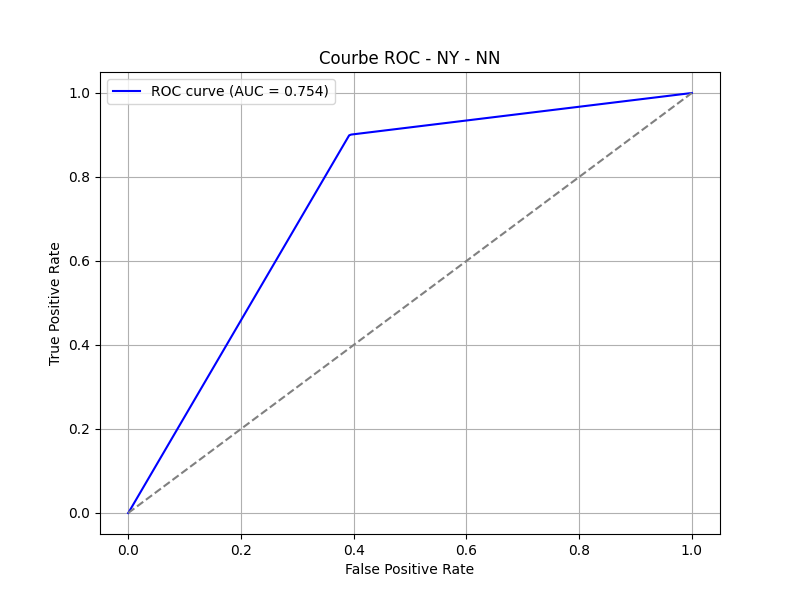 Courbe ROC - NY - NN
ROC curve (AUC = 0.754)
True Positive Rate
1.0
0.8
0.6
0.4
0.2
0.0
0.0 0.2 0.4 0.6 0.8 1.0
False Positive Rate